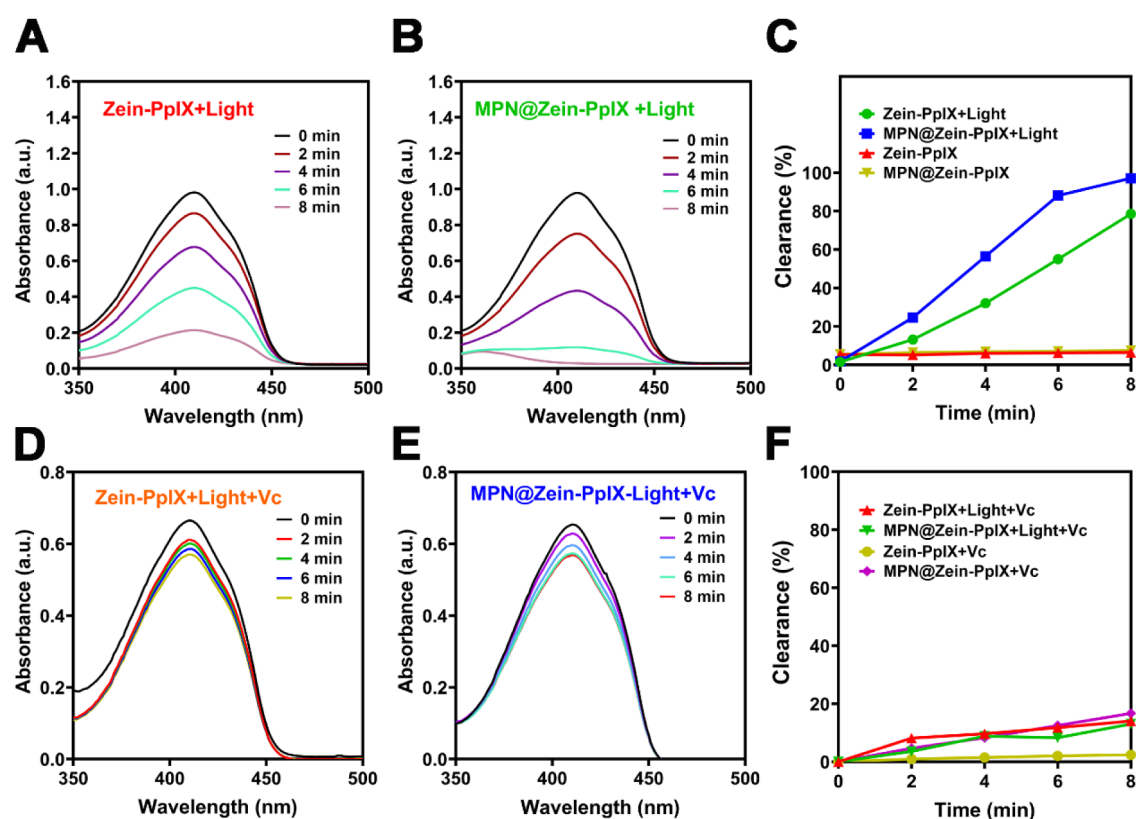 A
B
C
Zein-PpIX+Light
0 min
2 min
4 min
6 min
8 min
1.6
1.4
1.2
1.0
0.8
0.6
0.4
0.2
0.0
350
400
450
500
Absorbance (a.u.)
Wavelength (nm)
MPN@Zein-PpIX +Light
0 min
2 min
4 min
6 min
8 min
1.6
1.4
1.2
1.0
0.8
0.6
0.4
0.2
0.0
350
400
450
500
Absorbance (a.u.)
Wavelength (nm)
Zein-PpIX+Light
MPN@Zein-PpIX+Light
Zein-PpIX
MPN@Zein-PpIX
100
80
60
40
20
0
0
2
4
6
8
Clearance (%)
Time (min)
D
E
F
Zein-PpIX+Light+Vc
0 min
2 min
4 min
6 min
8 min
0.8
0.6
0.4
0.2
0.0
350
400
450
500
Absorbance (a.u.)
Wavelength (nm)
MPN@Zein-PpIX-Light+Vc
0 min
2 min
4 min
6 min
8 min
0.8
0.6
0.4
0.2
0.0
350
400
450
500
Absorbance (a.u.)
Wavelength (nm)
Zein-PpIX+Light+Vc
MPN@Zein-PpIX+Light+Vc
Zein-PpIX+Vc
MPN@Zein-PpIX+Vc
100
80
60
40
20
0
0
2
4
6
8
Clearance (%)
Time (min)